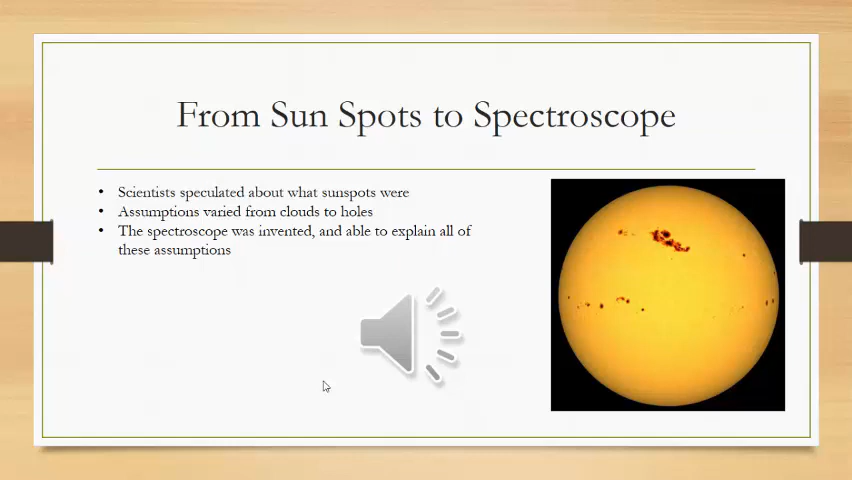 From Sun Spots to Spectroscope
• Scientists speculated about what sunspots were
• Assumptions varied from clouds to holes
• The spectroscope was invented, and able to explain all of
these assumptions